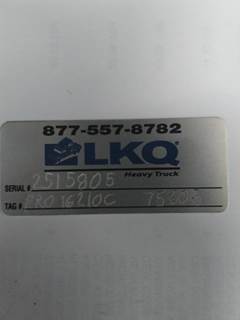 877-557-8782
LKQ
Heavy Truck
SERIAL # 2515805
TAG #